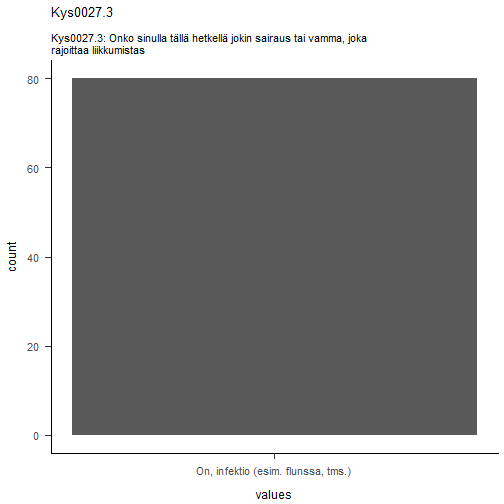 Kys0027.3
Kys0027.3: Onko sinulla tällä hetkellä jokin sairaus tai vamma, joka
rajoittaa liikkumistas
80
60
40
20
0
count
On, infektio (esim. flunssa, tms.)
values